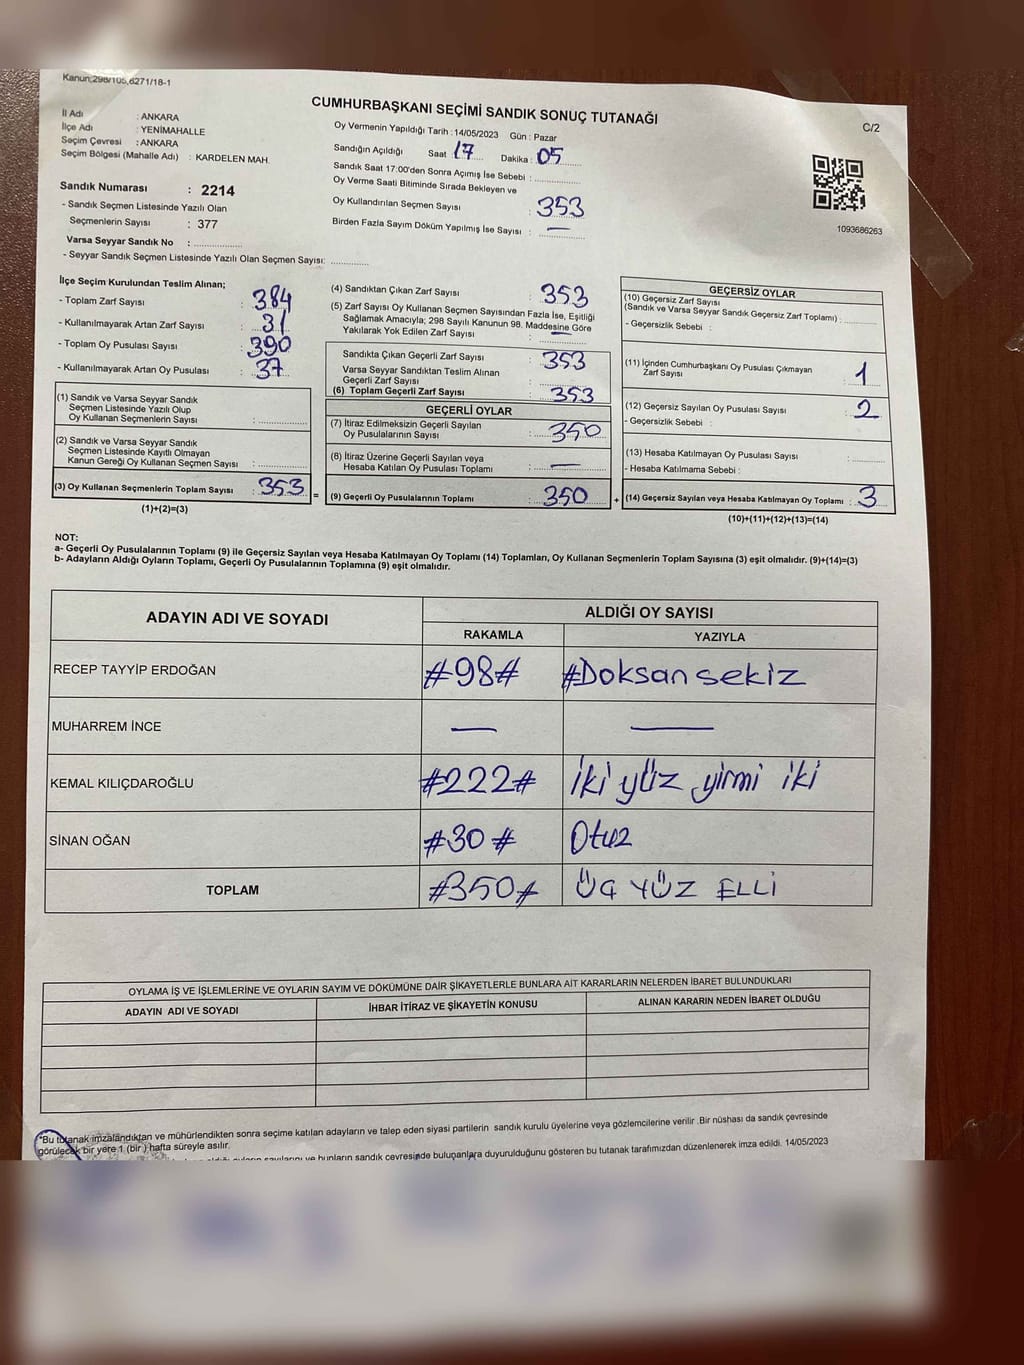 Kanun;298/105,6271/18-1
CUMHURBAŞKANI SEÇİMİ SANDIK SONUÇ TUTANAĞI
C/2
İl Adı : ANKARA
İlçe Adı : YENİMAHALLE
Seçim Çevresi : ANKARA
Seçim Bölgesi (Mahalle Adı) : KARDELEN MAH.
Sandık Numarası : 2214
- Sandık Seçmen Listesinde Yazılı Olan
Seçmenlerin Sayısı : 377
Varsa Seyyar Sandık No : ..............
- Seyyar Sandık Seçmen Listesinde Yazılı Olan Seçmen Sayısı: ............
Oy Vermenin Yapıldığı Tarih : 14/05/2023 Gün : Pazar
Sandığın Açıldığı Saat 17 Dakika : 05
Sandık Saat 17:00'den Sonra Açımış İse Sebebi : ..............
Oy Verme Saati Bitiminde Sırada Bekleyen ve
Oy Kullandırılan Seçmen Sayısı : 353
Birden Fazla Sayım Döküm Yapılmış İse Sayısı : —
1093686263
İlçe Seçim Kurulundan Teslim Alınan;
- Toplam Zarf Sayısı : 384
- Kullanılmayarak Artan Zarf Sayısı : 31
- Toplam Oy Pusulası Sayısı : 390
- Kullanılmayarak Artan Oy Pusulası : 37
(1) Sandık ve Varsa Seyyar Sandık
Seçmen Listesinde Yazılı Olup
Oy Kullanan Seçmenlerin Sayısı : ..............
(2) Sandık ve Varsa Seyyar Sandık
Seçmen Listesinde Kayıtlı Olmayan
Kanun Gereği Oy Kullanan Seçmen Sayısı : ..............
(3) Oy Kullanan Seçmenlerin Toplam Sayısı : 353 =
(1)+(2)=(3)
(4) Sandıktan Çıkan Zarf Sayısı : 353
(5) Zarf Sayısı Oy Kullanan Seçmen Sayısından Fazla İse, Eşitliği
Sağlamak Amacıyla; 298 Sayılı Kanunun 98. Maddesine Göre
Yakılarak Yok Edilen Zarf Sayısı : —
Sandıkta Çıkan Geçerli Zarf Sayısı : 353
Varsa Seyyar Sandıktan Teslim Alınan
Geçerli Zarf Sayısı : ..............
(6) Toplam Geçerli Zarf Sayısı : 353
GEÇERLİ OYLAR
(7) İtiraz Edilmeksizin Geçerli Sayılan
Oy Pusulalarının Sayısı : 350
(8) İtiraz Üzerine Geçerli Sayılan veya
Hesaba Katılan Oy Pusulası Toplamı : —
(9) Geçerli Oy Pusulalarının Toplamı : 350 +
GEÇERSİZ OYLAR
(10) Geçersiz Zarf Sayısı
(Sandık ve Varsa Seyyar Sandık Geçersiz Zarf Toplamı) : ............
- Geçersizlik Sebebi :
(11) İçinden Cumhurbaşkanı Oy Pusulası Çıkmayan
Zarf Sayısı : 1
(12) Geçersiz Sayılan Oy Pusulası Sayısı : 2
- Geçersizlik Sebebi :
(13) Hesaba Katılmayan Oy Pusulası Sayısı : ............
- Hesaba Katılmama Sebebi :
(14) Geçersiz Sayılan veya Hesaba Katılmayan Oy Toplamı : 3
(10)+(11)+(12)+(13)=(14)
NOT:
a- Geçerli Oy Pusulalarının Toplamı (9) ile Geçersiz Sayılan veya Hesaba Katılmayan Oy Toplamı (14) Toplamları, Oy Kullanan Seçmenlerin Toplam Sayısına (3) eşit olmalıdır. (9)+(14)=(3)
b- Adayların Aldığı Oyların Toplamı, Geçerli Oy Pusulalarının Toplamına (9) eşit olmalıdır.
ADAYIN ADI VE SOYADI ALDIĞI OY SAYISI
RAKAMLA YAZIYLA
RECEP TAYYİP ERDOĞAN #98# #Doksan sekiz
MUHARREM İNCE — —
KEMAL KILIÇDAROĞLU #222# İki yüz yirmi iki
SİNAN OĞAN #30# Otuz
TOPLAM #350# ÜÇ YÜZ ELLİ
OYLAMA İŞ VE İŞLEMLERİNE VE OYLARIN SAYIM VE DÖKÜMÜNE DAİR ŞİKAYETLERLE BUNLARA AİT KARARLARIN NELERDEN İBARET BULUNDUKLARI
ADAYIN ADI VE SOYADI İHBAR İTİRAZ VE ŞİKAYETİN KONUSU ALINAN KARARIN NEDEN İBARET OLDUĞU
*Bu tutanak imzalandıktan ve mühürlendikten sonra seçime katılan adayların ve talep eden siyasi partilerin sandık kurulu üyelerine veya gözlemcilerine verilir .Bir nüshası da sandık çevresinde
görülecek bir yere 1 (bir ) hafta süreyle asılır.
ve bunların sandık çevresinde bulunanlara duyurulduğunu gösteren bu tutanak tarafımızdan düzenlenerek imza edildi. 14/05/2023